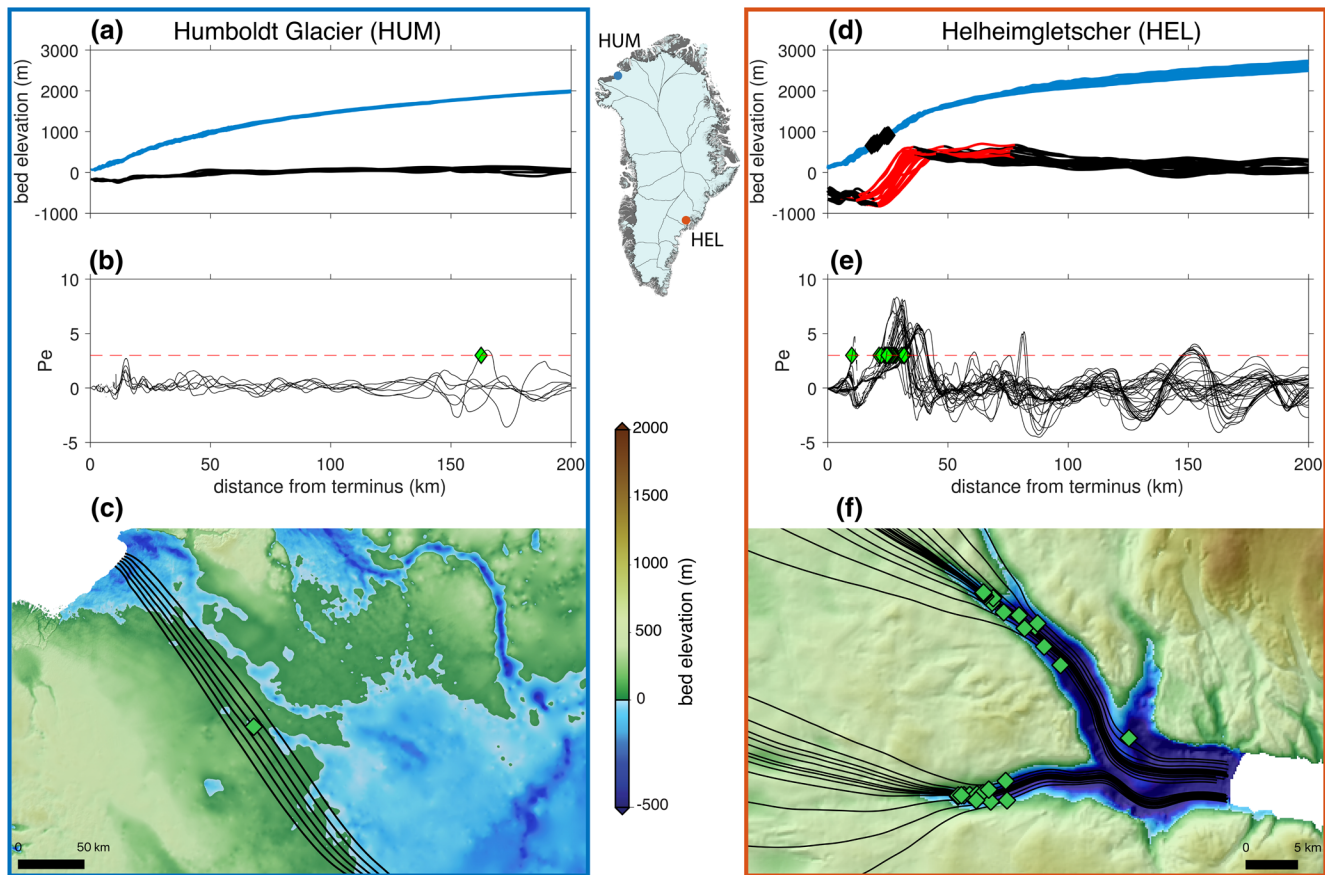 (a) Humboldt Glacier (HUM)
3000
2000
1000
0
-1000
bed elevation (m)
(b)
10
5
0
-5
Pe
0 50 100 150 200
distance from terminus (km)
(c)
0 50 km
HUM
HEL
2000
1500
1000
500
0
-500
bed elevation (m)
(d) Helheimgletscher (HEL)
3000
2000
1000
0
-1000
bed elevation (m)
(e)
10
5
0
-5
Pe
0 50 100 150 200
distance from terminus (km)
(f)
0 5 km